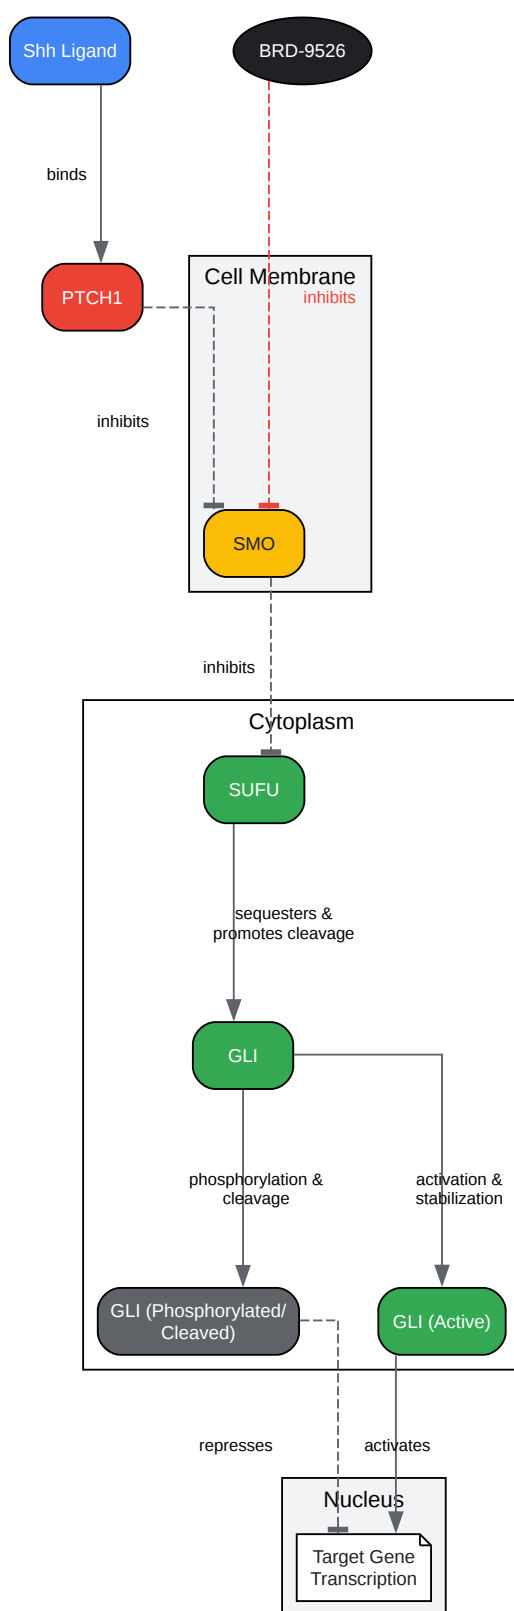 Shh Ligand
BRD-9526
binds
Cell Membrane
inhibits
PTCH1
inhibits
SMO
inhibits
Cytoplasm
SUFU
sequesters &
promotes cleavage
GLI
phosphorylation &
cleavage
activation &
stabilization
GLI (Phosphorylated/
Cleaved)
GLI (Active)
represses
activates
Nucleus
Target Gene
Transcription